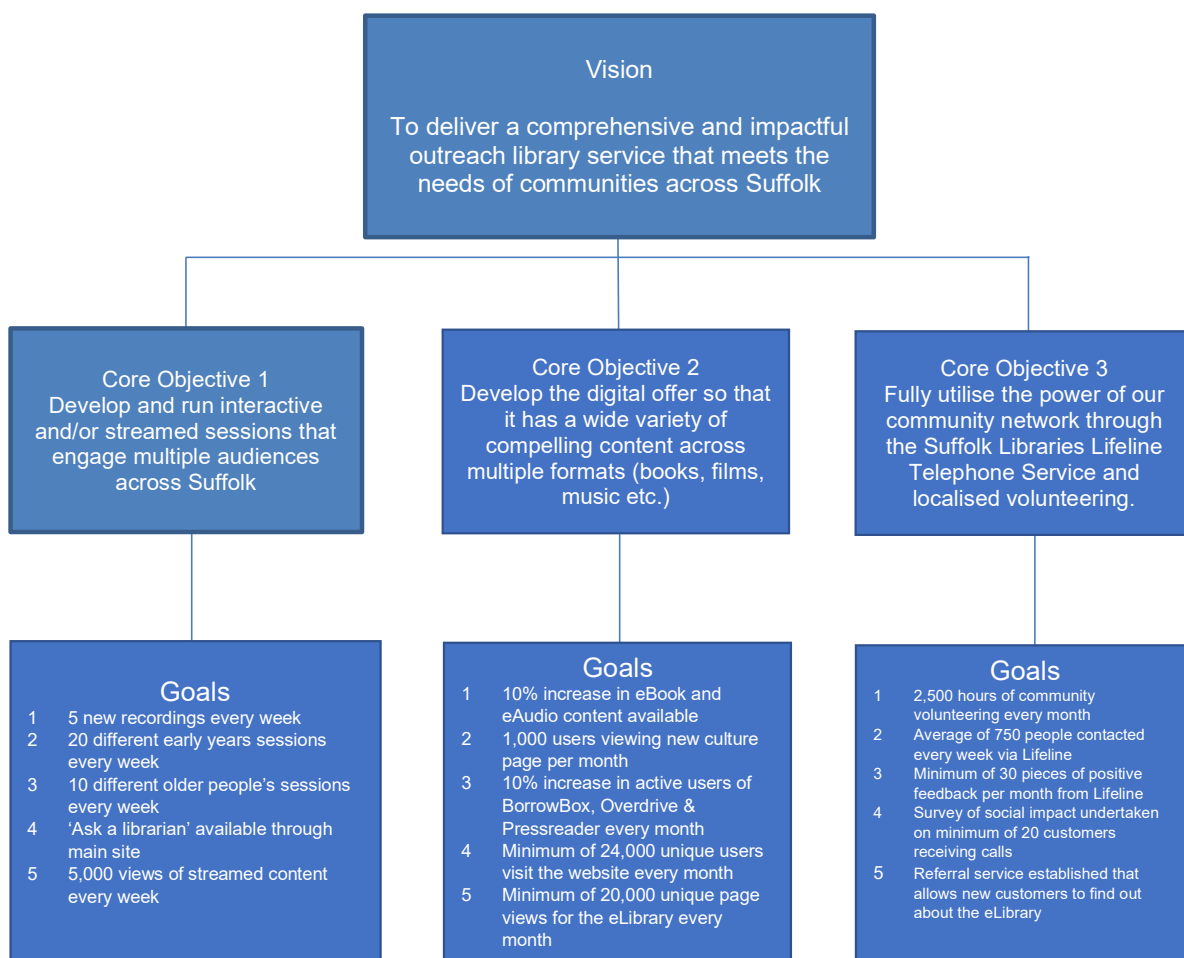 Vision
To deliver a comprehensive and impactful
outreach library service that meets the
needs of communities across Suffolk
Core Objective 1
Develop and run interactive
and/or streamed sessions that
engage multiple audiences
across Suffolk
Core Objective 2
Develop the digital offer so that
it has a wide variety of
compelling content across
multiple formats (books, films,
music etc.)
Core Objective 3
Fully utilise the power of our
community network through
the Suffolk Libraries Lifeline
Telephone Service and
localised volunteering.
Goals
1 5 new recordings every week
2 20 different early years sessions
every week
3 10 different older people's sessions
every week
4 'Ask a librarian' available through
main site
5 5,000 views of streamed content
every week
Goals
1 10% increase in eBook and
eAudio content available
2 1,000 users viewing new culture
page per month
3 10% increase in active users of
BorrowBox, Overdrive &
Pressreader every month
4 Minimum of 24,000 unique users
visit the website every month
5 Minimum of 20,000 unique page
views for the eLibrary every
month
Goals
1 2,500 hours of community
volunteering every month
2 Average of 750 people contacted
every week via Lifeline
3 Minimum of 30 pieces of positive
feedback per month from Lifeline
4 Survey of social impact undertaken
on minimum of 20 customers
receiving calls
5 Referral service established that
allows new customers to find out
about the eLibrary